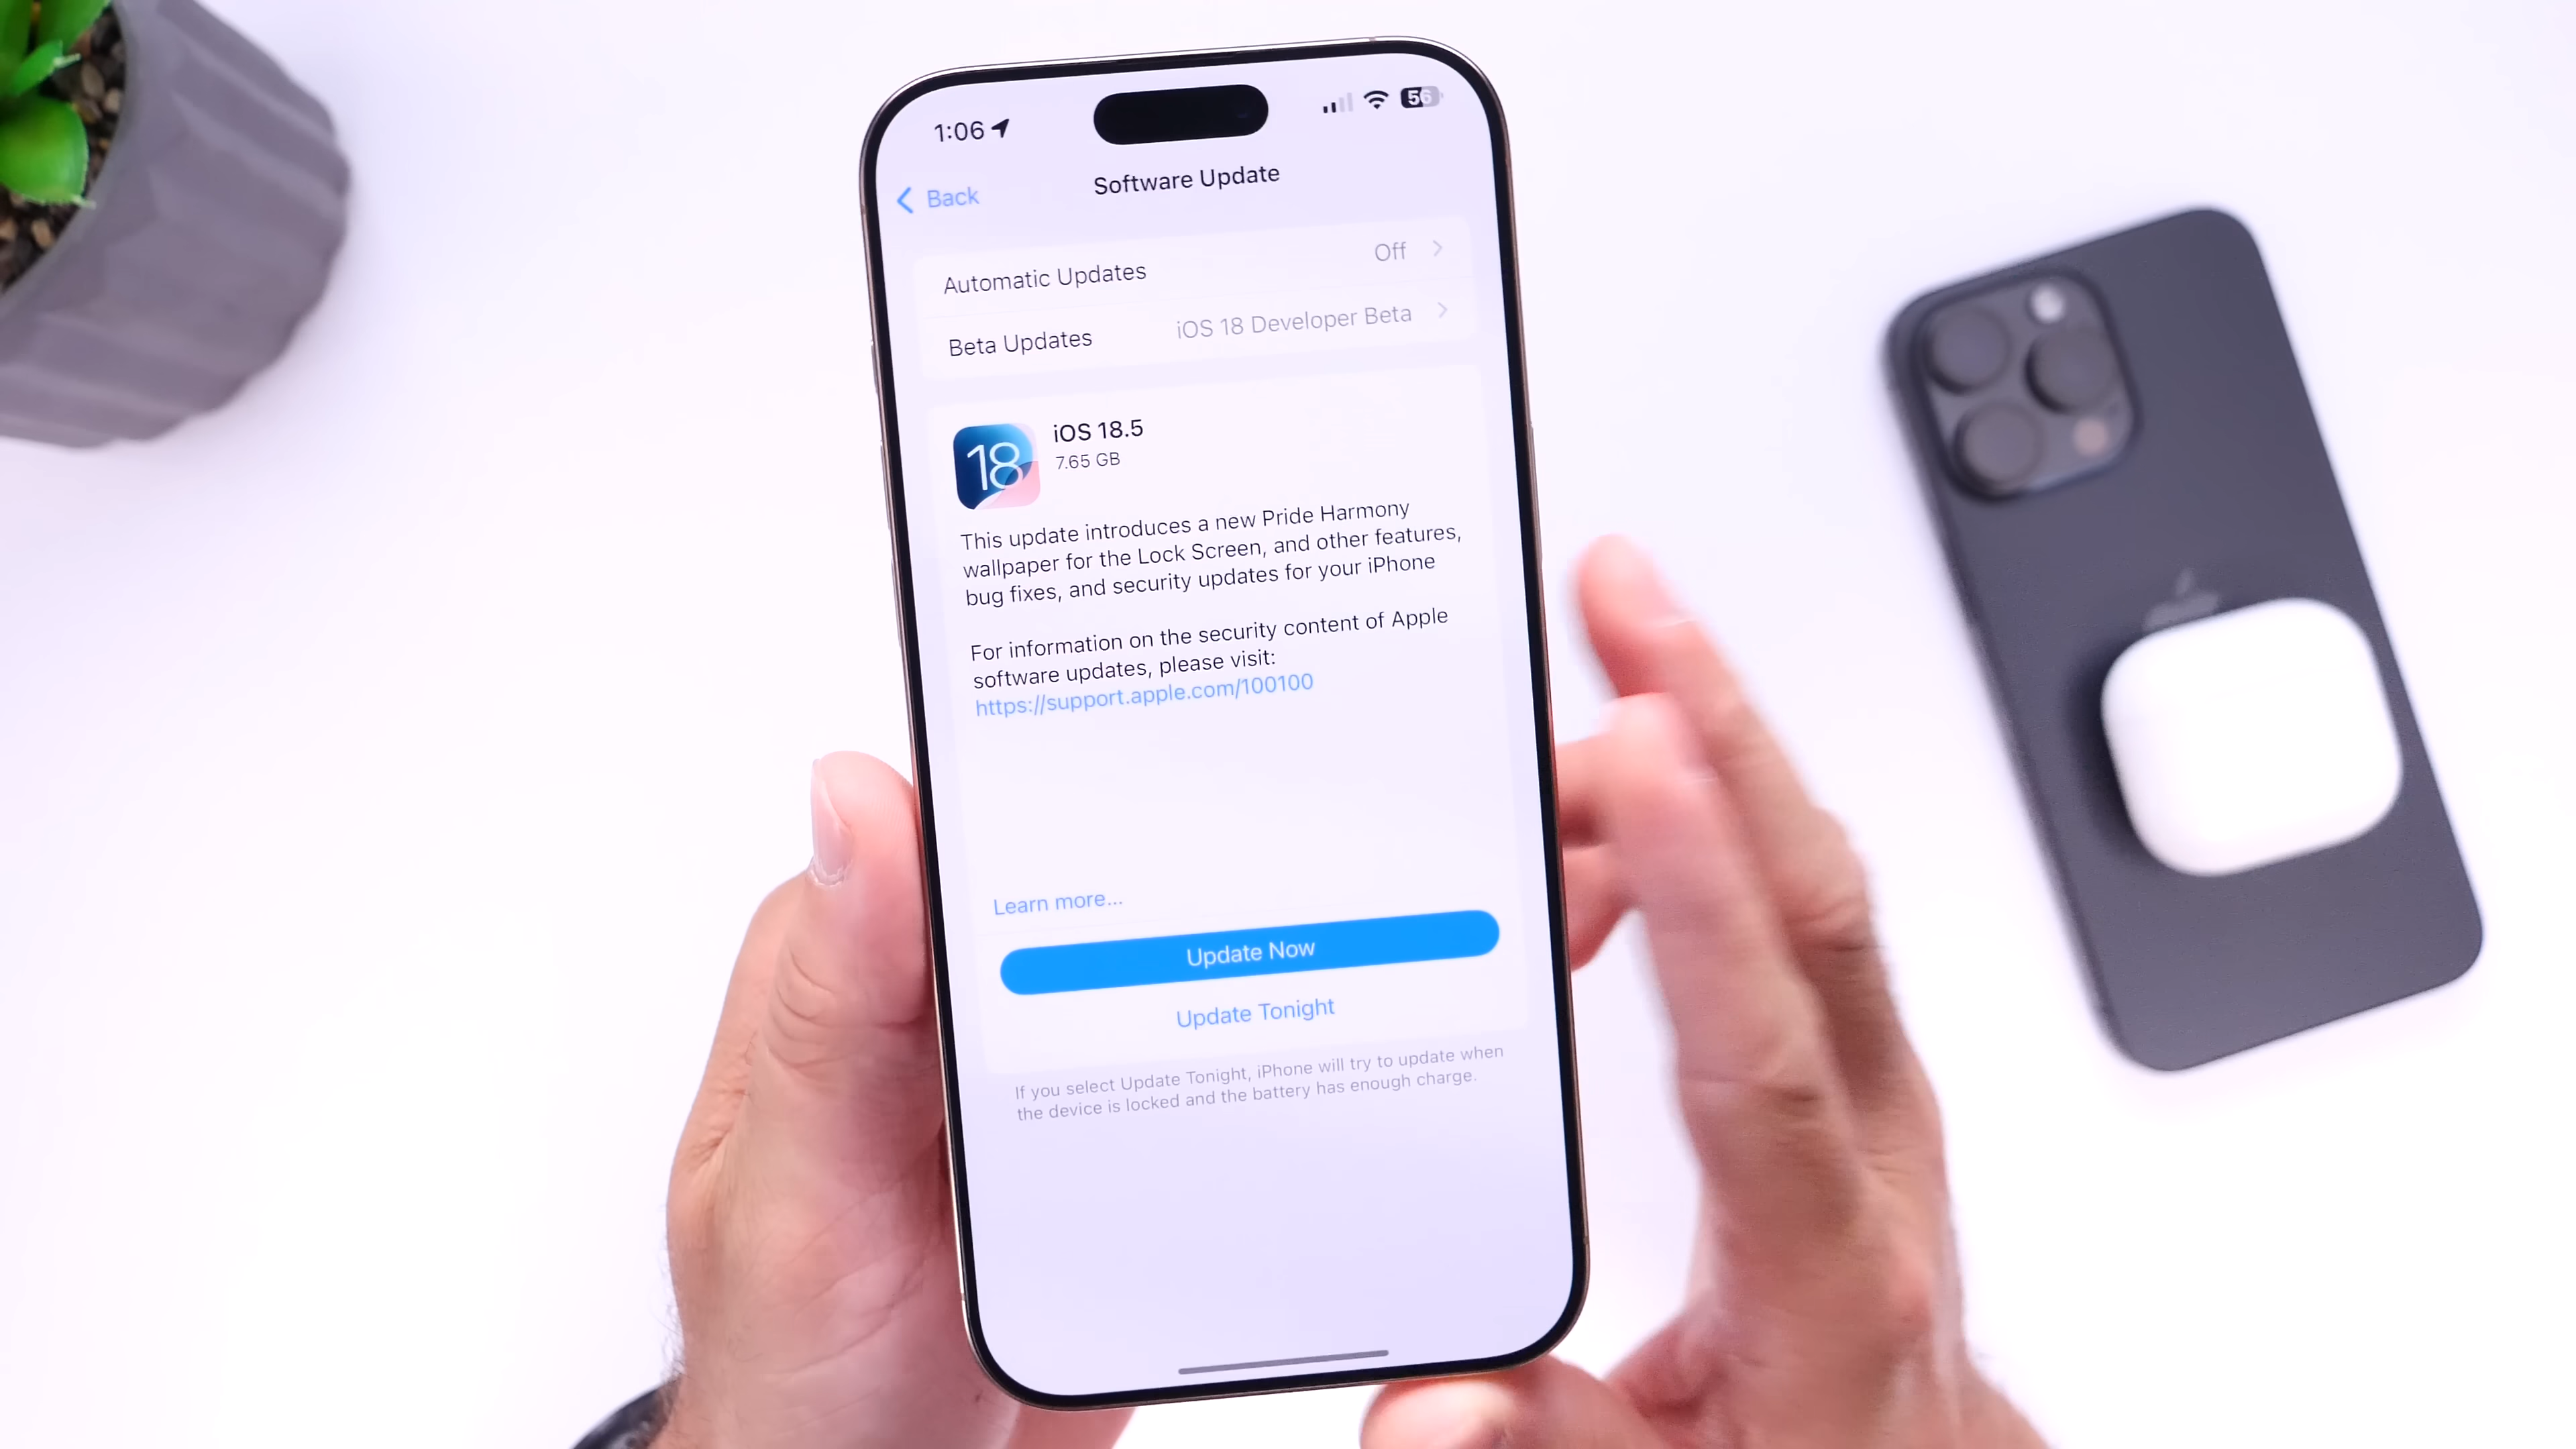 1:06
56
Back
Software Update
Automatic Updates Off
Beta Updates iOS 18 Developer Beta
18
iOS 18.5
7.65 GB
This update introduces a new Pride Harmony
wallpaper for the Lock Screen, and other features,
bug fixes, and security updates for your iPhone
For information on the security content of Apple
software updates, please visit:
https://support.apple.com/100100
Learn more...
Update Now
Update Tonight
If you select Update Tonight, iPhone will try to update when
the device is locked and the battery has enough charge.